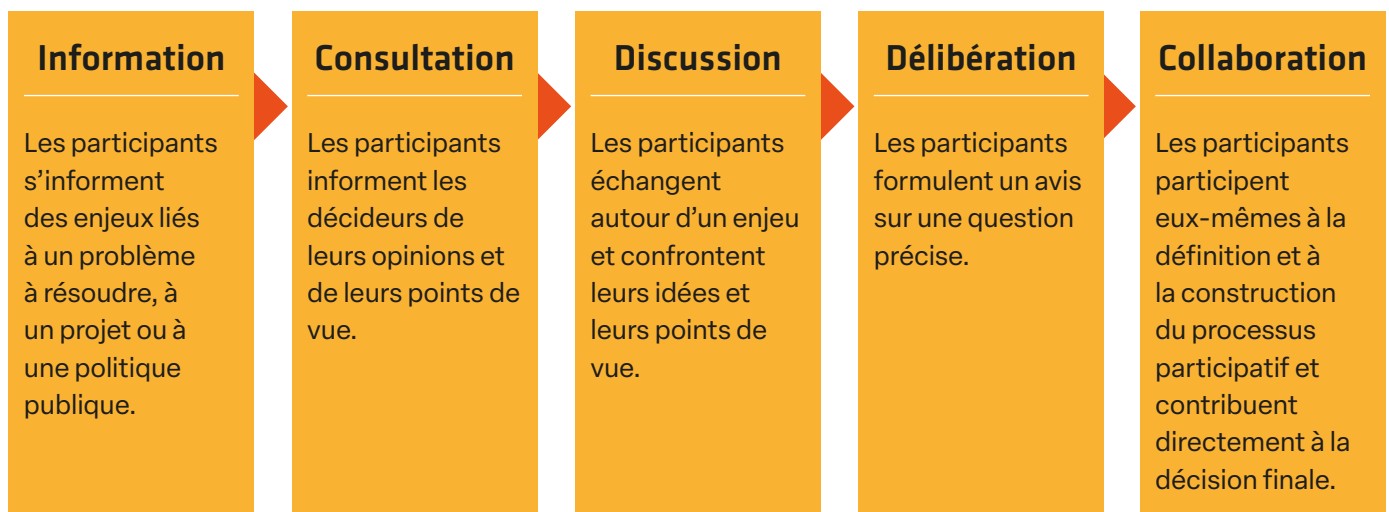 Information
Les participants
s’informent
des enjeux liés
à un problème
à résoudre, à
un projet ou à
une politique
publique.
Consultation
Les participants
informent les
décideurs de
leurs opinions et
de leurs points de
vue.
Discussion
Les participants
échangent
autour d’un enjeu
et confrontent
leurs idées et
leurs points de
vue.
Délibération
Les participants
formulent un avis
sur une question
précise.
Collaboration
Les participants
participent
eux-mêmes à la
définition et à
la construction
du processus
participatif et
contribuent
directement à la
décision finale.